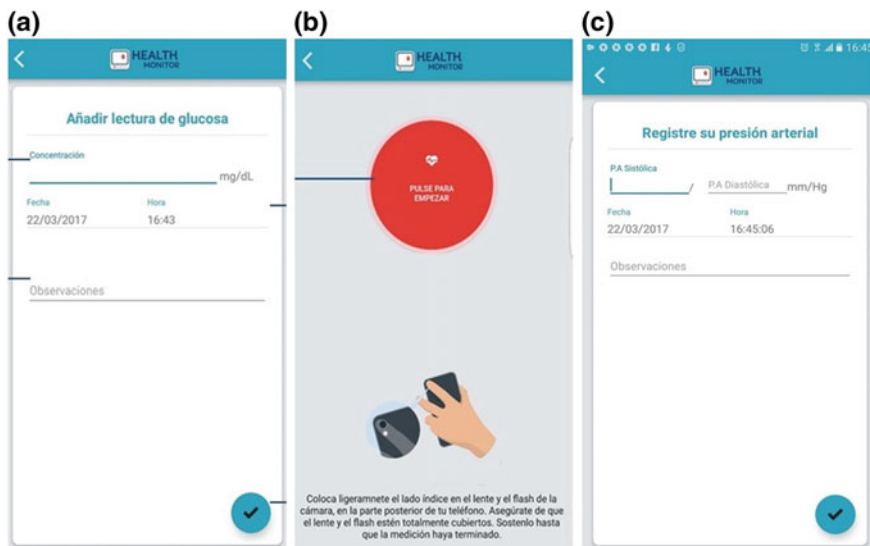 (a)
HEALTH
MONITOR
Añadir lectura de glucosa
Concentración
mg/dL
Fecha Hora
22/03/2017 16:43
Observaciones
(b)
HEALTH
MONITOR
PULSE PARA
EMPEZAR
Coloca ligeramnete el lado índice en el lente y el flash de la
cámara, en la parte posterior de tu teléfono. Asegúrate de que
el lente y el flash estén totalmente cubiertos. Sostenlo hasta
que la medición haya terminado.
(c)
16:45
HEALTH
MONITOR
Registre su presión arterial
P.A Sistólica
/ P.A Diastólica mm/Hg
Fecha Hora
22/03/2017 16:45:06
Observaciones